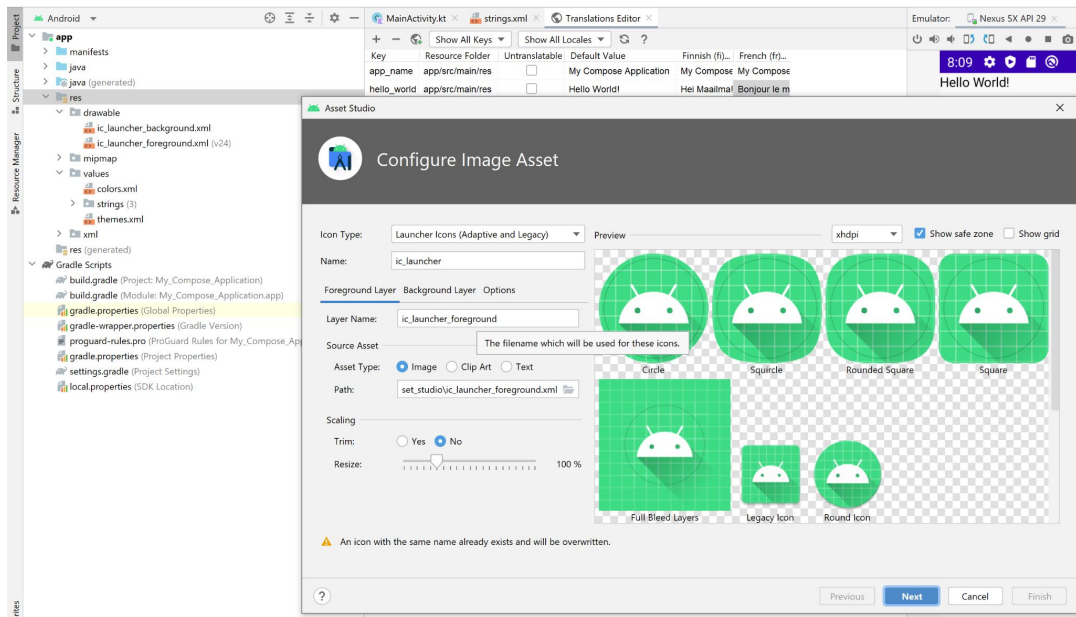 Project
Structure
Resource Manager
rites
Android
app
manifests
java
java (generated)
res
drawable
ic_launcher_background.xml
ic_launcher_foreground.xml (v24)
mipmap
values
colors.xml
strings (3)
themes.xml
xml
res (generated)
Gradle Scripts
build.gradle (Project: My_Compose_Application)
build.gradle (Module: My_Compose_Application.app)
gradle.properties (Global Properties)
gradle-wrapper.properties (Gradle Version)
proguard-rules.pro (ProGuard Rules for My_Compose_Ap
gradle.properties (Project Properties)
settings.gradle (Project Settings)
local.properties (SDK Location)
MainActivity.kt strings.xml Translations Editor
Show All Keys Show All Locales ?
Key Resource Folder Untranslatable Default Value Finnish (fi)... French (fr)...
app_name app/src/main/res My Compose Application My Compose My Compose
hello_world app/src/main/res Hello World! Hei Maailma! Bonjour le m
Emulator: Nexus 5X API 29
8:09
Hello World!
Asset Studio
Configure Image Asset
Icon Type: Launcher Icons (Adaptive and Legacy)
Name: ic_launcher
Foreground Layer Background Layer Options
Layer Name: ic_launcher_foreground
The filename which will be used for these icons.
Source Asset
Asset Type: Image Clip Art Text
Path: set_studio\ic_launcher_foreground.xml
Scaling
Trim: Yes No
Resize: 100 %
Preview xhdpi Show safe zone Show grid
Circle Squircle Rounded Square Square
Full Bleed Layers Legacy Icon Round Icon
An icon with the same name already exists and will be overwritten.
? Previous Next Cancel Finish